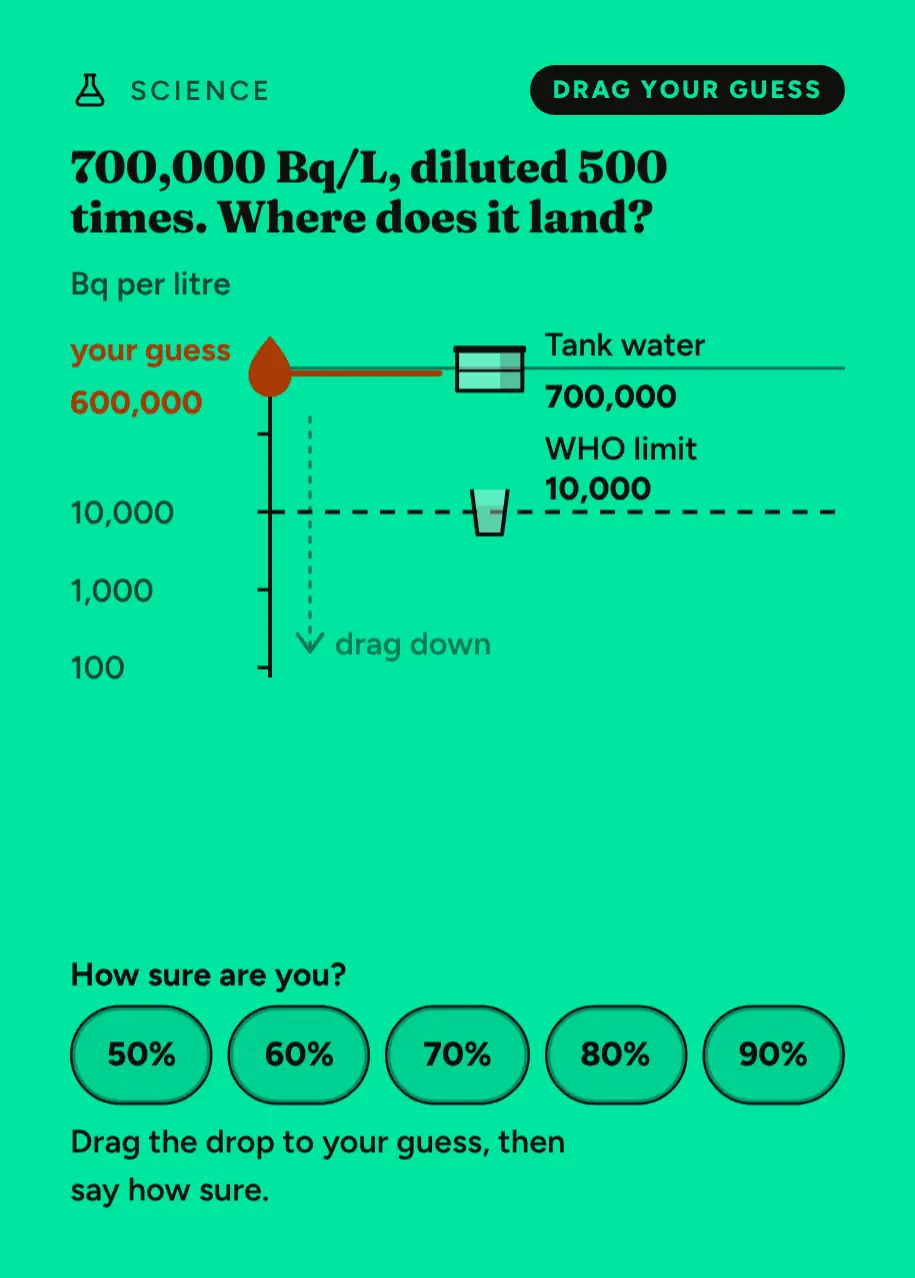 SCIENCE
DRAG YOUR GUESS
700,000 Bq/L, diluted 500
times. Where does it land?
Bq per litre
your guess
600,000
Tank water
700,000
WHO limit
10,000
10,000
1,000
100
drag down
How sure are you?
50%
60%
70%
80%
90%
Drag the drop to your guess, then
say how sure.